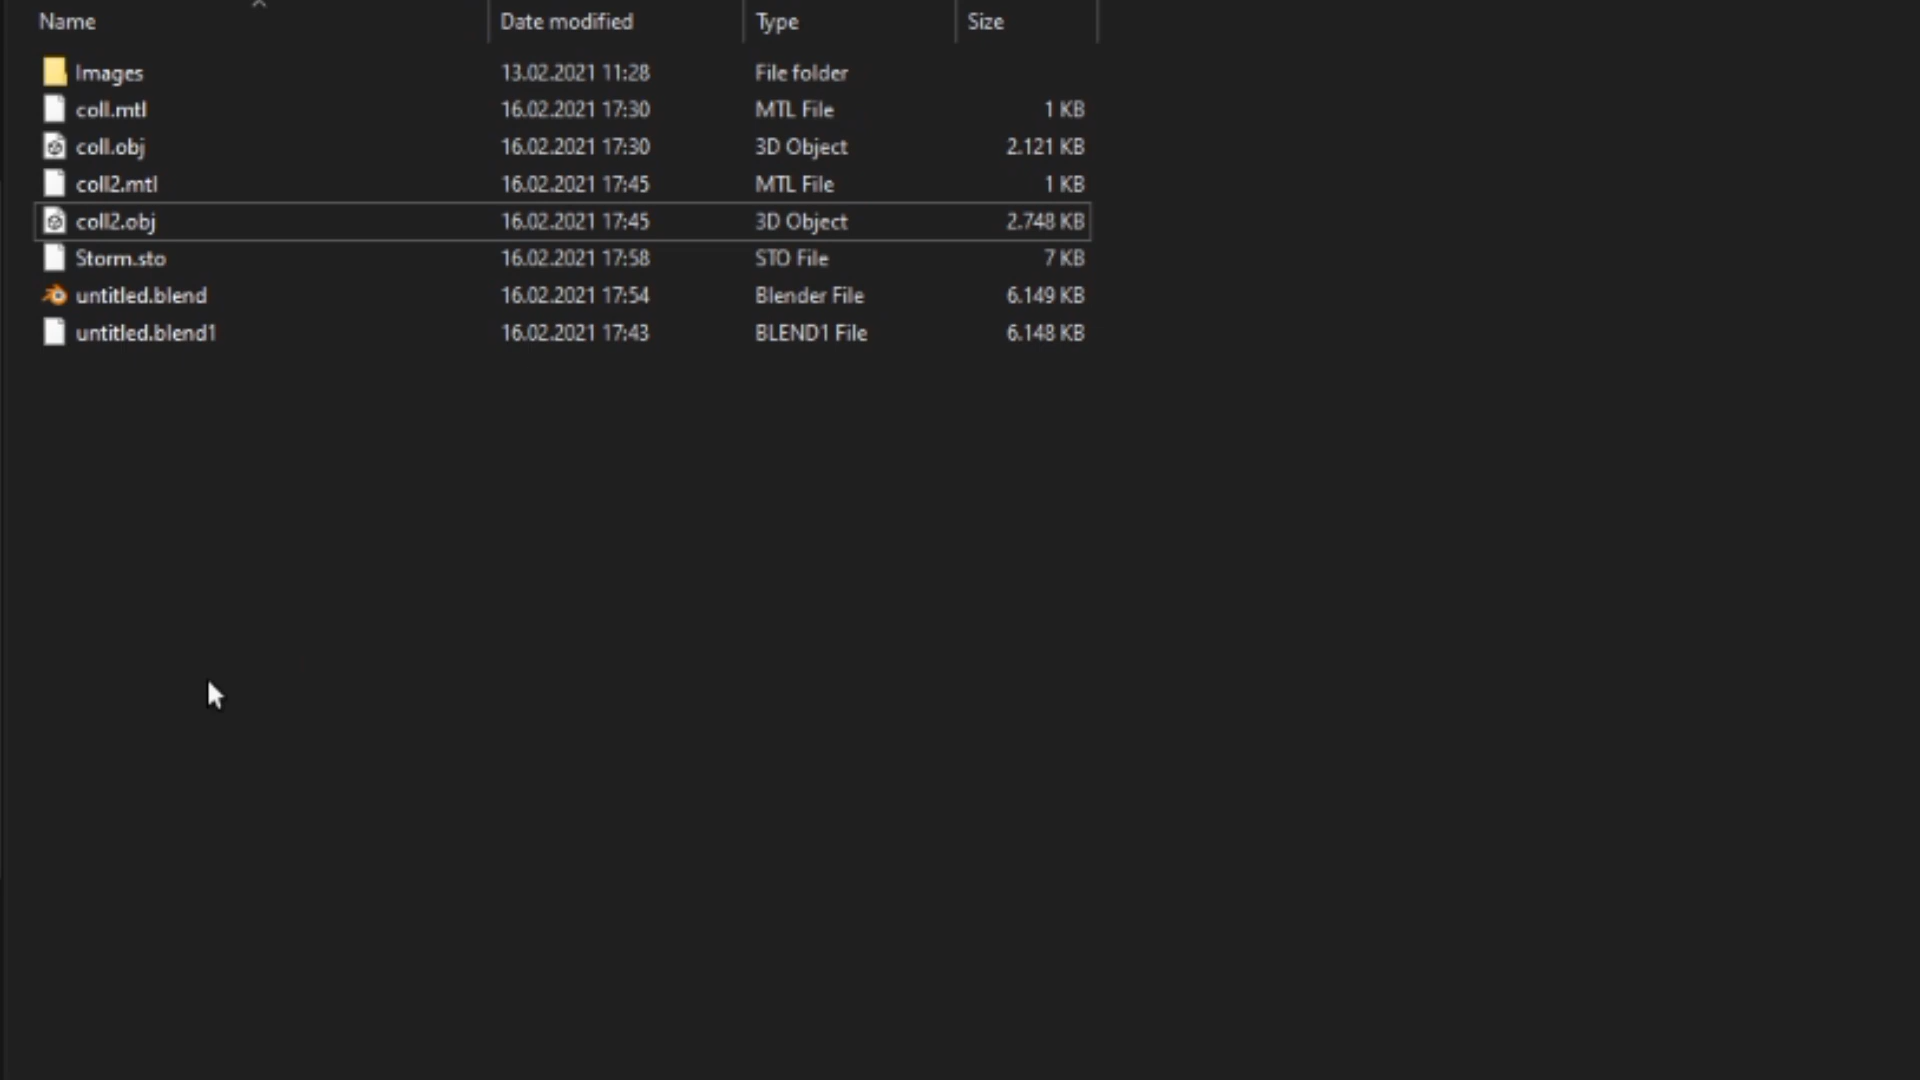 Name Date modified Type Size
Images 13.02.2021 11:28 File folder
coll.mtl 16.02.2021 17:30 MTL File 1 KB
coll.obj 16.02.2021 17:30 3D Object 2.121 KB
coll2.mtl 16.02.2021 17:45 MTL File 1 KB
coll2.obj 16.02.2021 17:45 3D Object 2.748 KB
Storm.sto 16.02.2021 17:58 STO File 7 KB
untitled.blend 16.02.2021 17:54 Blender File 6.149 KB
untitled.blend1 16.02.2021 17:43 BLEND1 File 6.148 KB